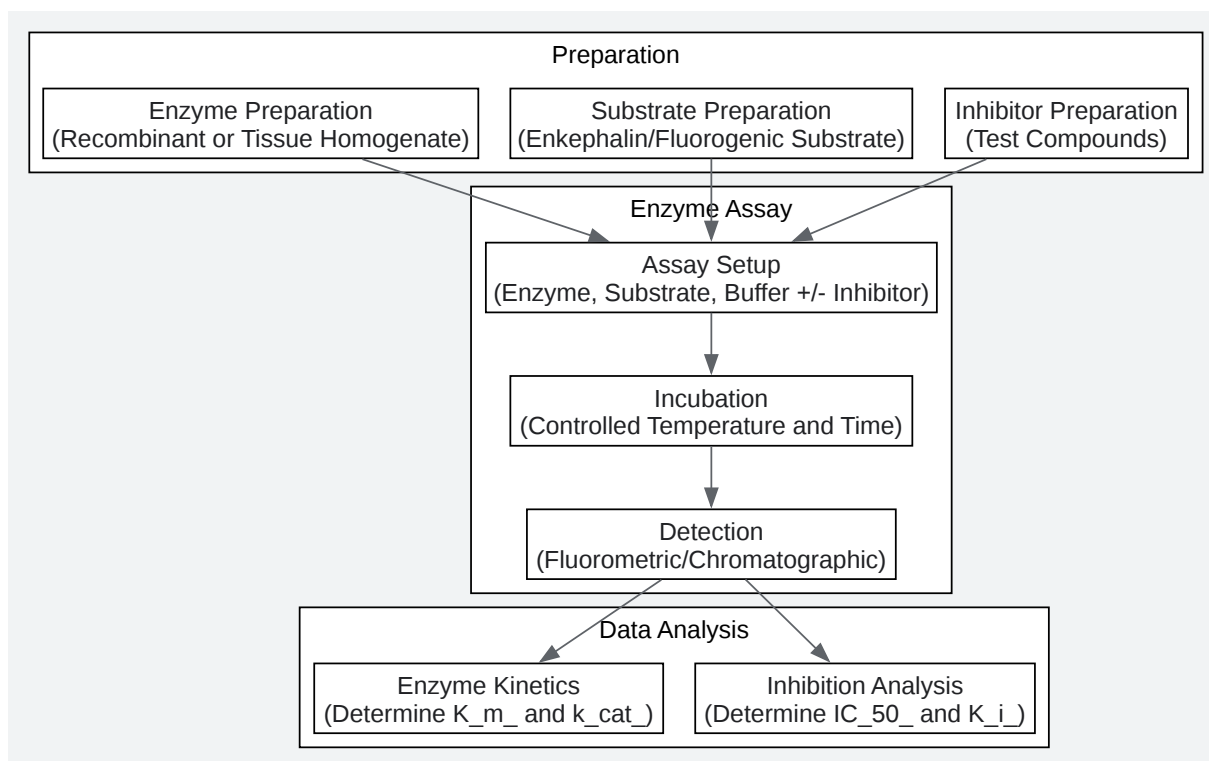 Preparation
Enzyme Preparation
(Recombinant or Tissue Homogenate)
Substrate Preparation
(Enkephalin/Fluorogenic Substrate)
Inhibitor Preparation
(Test Compounds)
Enzyme Assay
Assay Setup
(Enzyme, Substrate, Buffer +/- Inhibitor)
Incubation
(Controlled Temperature and Time)
Detection
(Fluorometric/Chromatographic)
Data Analysis
Enzyme Kinetics
(Determine K_m_ and k_cat_)
Inhibition Analysis
(Determine IC_50_ and K_i_)